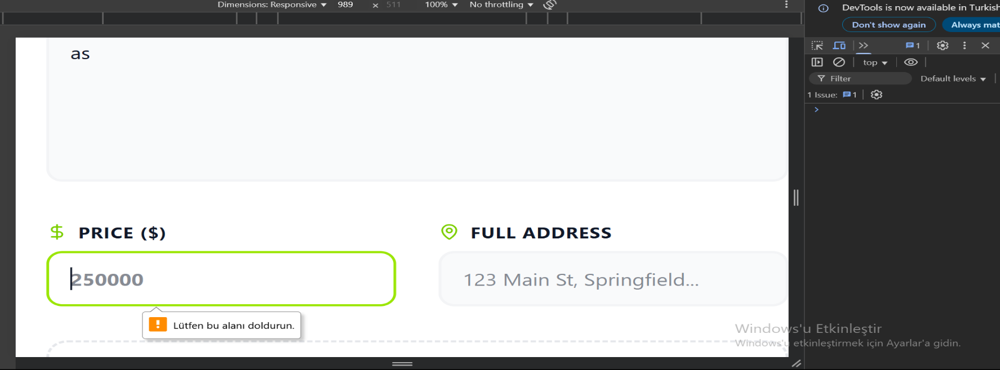 Dimensions: Responsive 989 × 511 100% No throttling
DevTools is now available in Turkish
Don't show again Always mat
1
top
Filter Default levels
1 Issue: 1
as
PRICE ($) FULL ADDRESS
250000 123 Main St, Springfield...
Lütfen bu alanı doldurun.
Windows'u Etkinleştir
Windows'u etkinleştirmek için Ayarlar'a gidin.